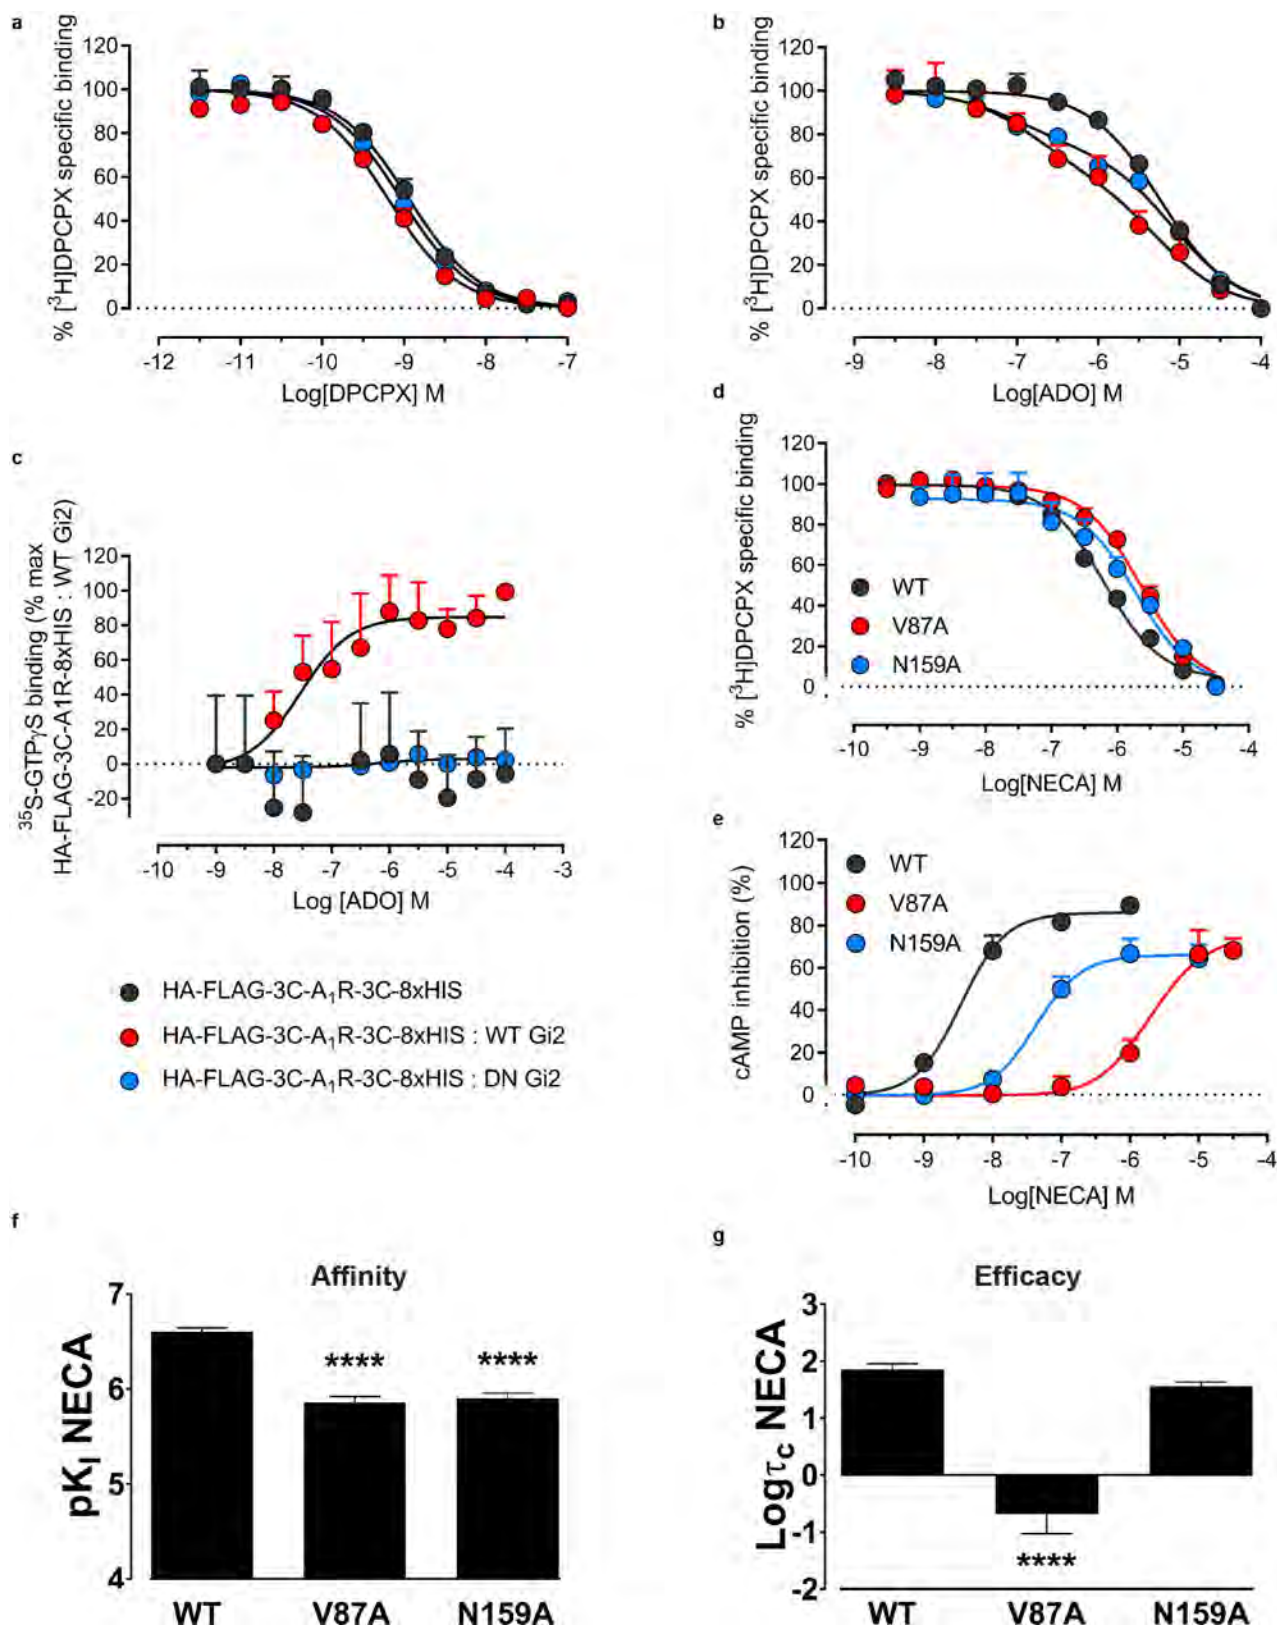 a
% [³H]DPCPX specific binding
120
100
80
60
40
20
0
-12 -11 -10 -9 -8 -7
Log[DPCPX] M
b
% [³H]DPCPX specific binding
120
100
80
60
40
20
0
-9 -8 -7 -6 -5 -4
Log[ADO] M
c
³⁵S-GTPγS binding (% max
HA-FLAG-3C-A1R-8xHIS : WT Gi2)
120
100
80
60
40
20
0
-20
-10 -9 -8 -7 -6 -5 -4 -3
Log [ADO] M
HA-FLAG-3C-A₁R-3C-8xHIS
HA-FLAG-3C-A₁R-3C-8xHIS : WT Gi2
HA-FLAG-3C-A₁R-3C-8xHIS : DN Gi2
d
% [³H]DPCPX specific binding
120
100
80
60
40
20
0
WT
V87A
N159A
-10 -9 -8 -7 -6 -5 -4
Log[NECA] M
e
cAMP inhibition (%)
120
100
80
60
40
20
0
WT
V87A
N159A
-10 -9 -8 -7 -6 -5 -4
Log[NECA] M
f
Affinity
pK_I NECA
7
6
5
4
**** ****
WT V87A N159A
g
Efficacy
Logτ_c NECA
3
2
1
0
-1
-2
****
WT V87A N159A